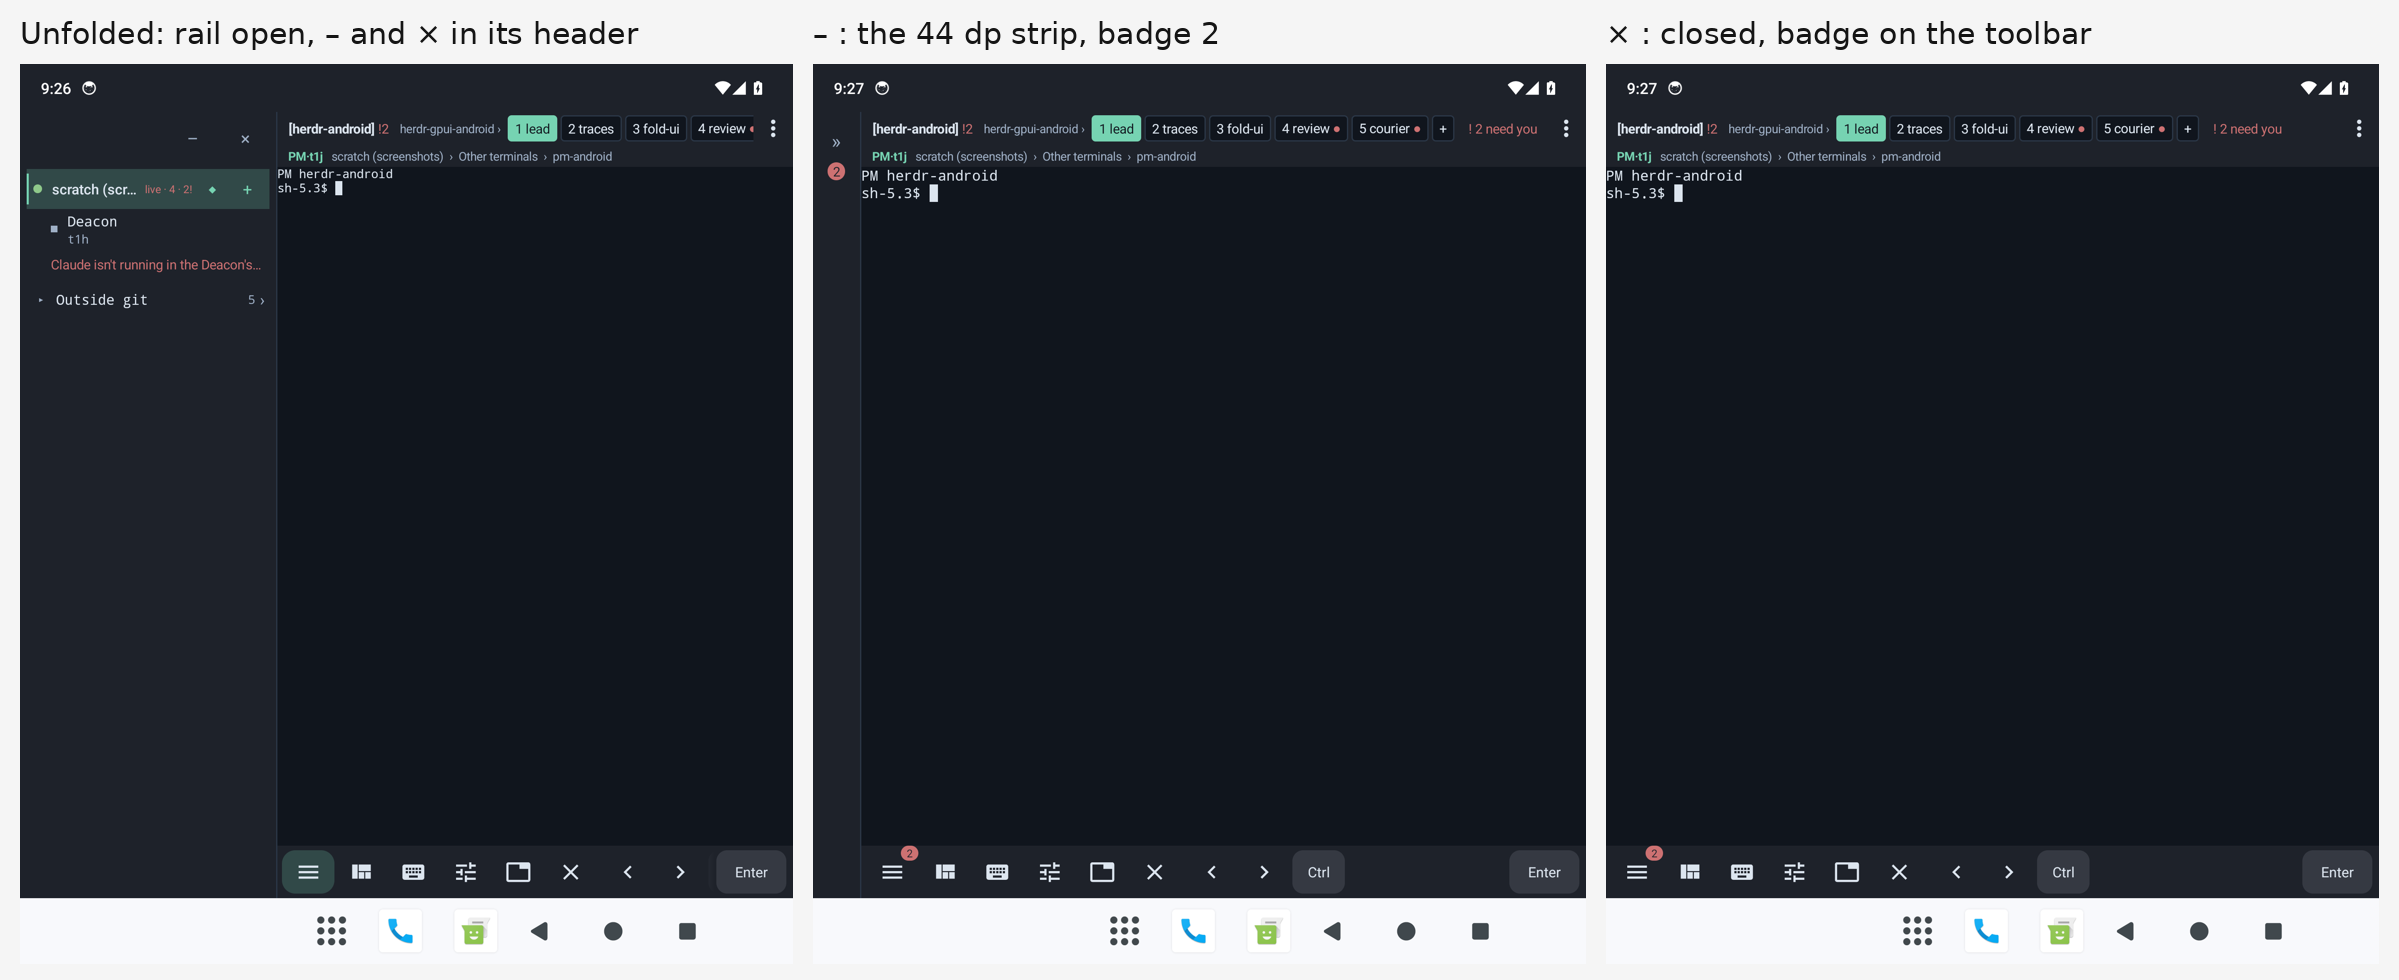 Unfolded: rail open, – and × in its header
9:26
– ×
scratch (scr... live · 4 · 2! ◆ +
Deacon
t1h
Claude isn't running in the Deacon's...
▸ Outside git 5 ›
[herdr-android] !2 herdr-gpui-android › 1 lead 2 traces 3 fold-ui 4 review
PM·t1j scratch (screenshots) › Other terminals › pm-android
PM herdr-android
sh-5.3$
Enter
– : the 44 dp strip, badge 2
9:27
»
2
[herdr-android] !2 herdr-gpui-android › 1 lead 2 traces 3 fold-ui 4 review 5 courier + ! 2 need you
PM·t1j scratch (screenshots) › Other terminals › pm-android
PM herdr-android
sh-5.3$
2
Ctrl Enter
× : closed, badge on the toolbar
9:27
[herdr-android] !2 herdr-gpui-android › 1 lead 2 traces 3 fold-ui 4 review 5 courier + ! 2 need you
PM·t1j scratch (screenshots) › Other terminals › pm-android
PM herdr-android
sh-5.3$
2
Ctrl Enter